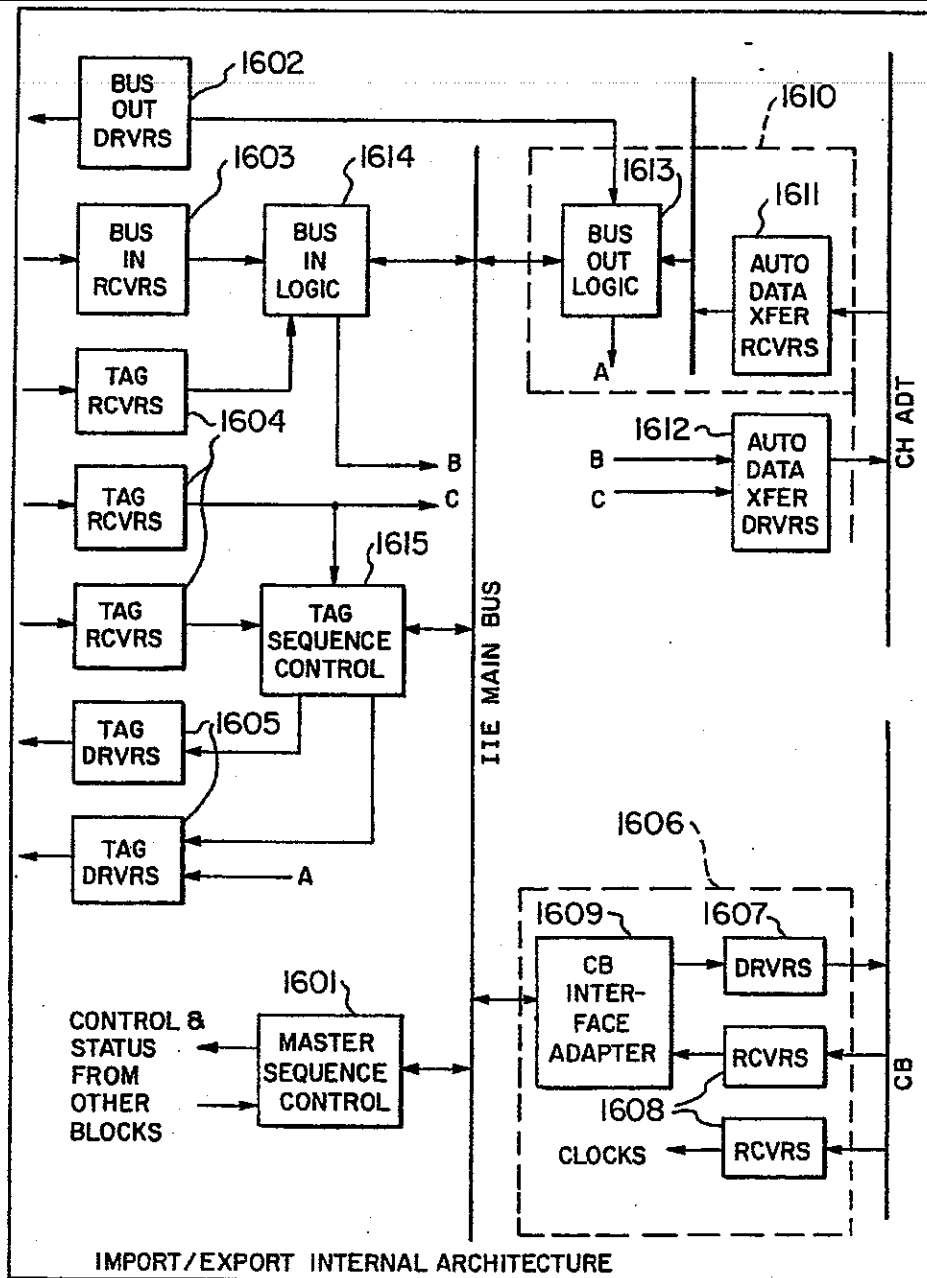 1602
BUS
OUT
DRVRS
1603
BUS
IN
RCVRS
1614
BUS
IN
LOGIC
TAG
RCVRS
1604
TAG
RCVRS
B
C
1615
TAG
RCVRS
TAG
SEQUENCE
CONTROL
TAG
DRVRS
1605
TAG
DRVRS
A
1601
CONTROL &
STATUS
FROM
OTHER
BLOCKS
MASTER
SEQUENCE
CONTROL
IIE MAIN BUS
1610
1613
BUS
OUT
LOGIC
A
1611
AUTO
DATA
XFER
RCVRS
1612
B
C
AUTO
DATA
XFER
DRVRS
CH ADT
1606
1609
CB
INTER-
FACE
ADAPTER
1607
DRVRS
RCVRS
1608
CLOCKS
RCVRS
CB
IMPORT/EXPORT INTERNAL ARCHITECTURE